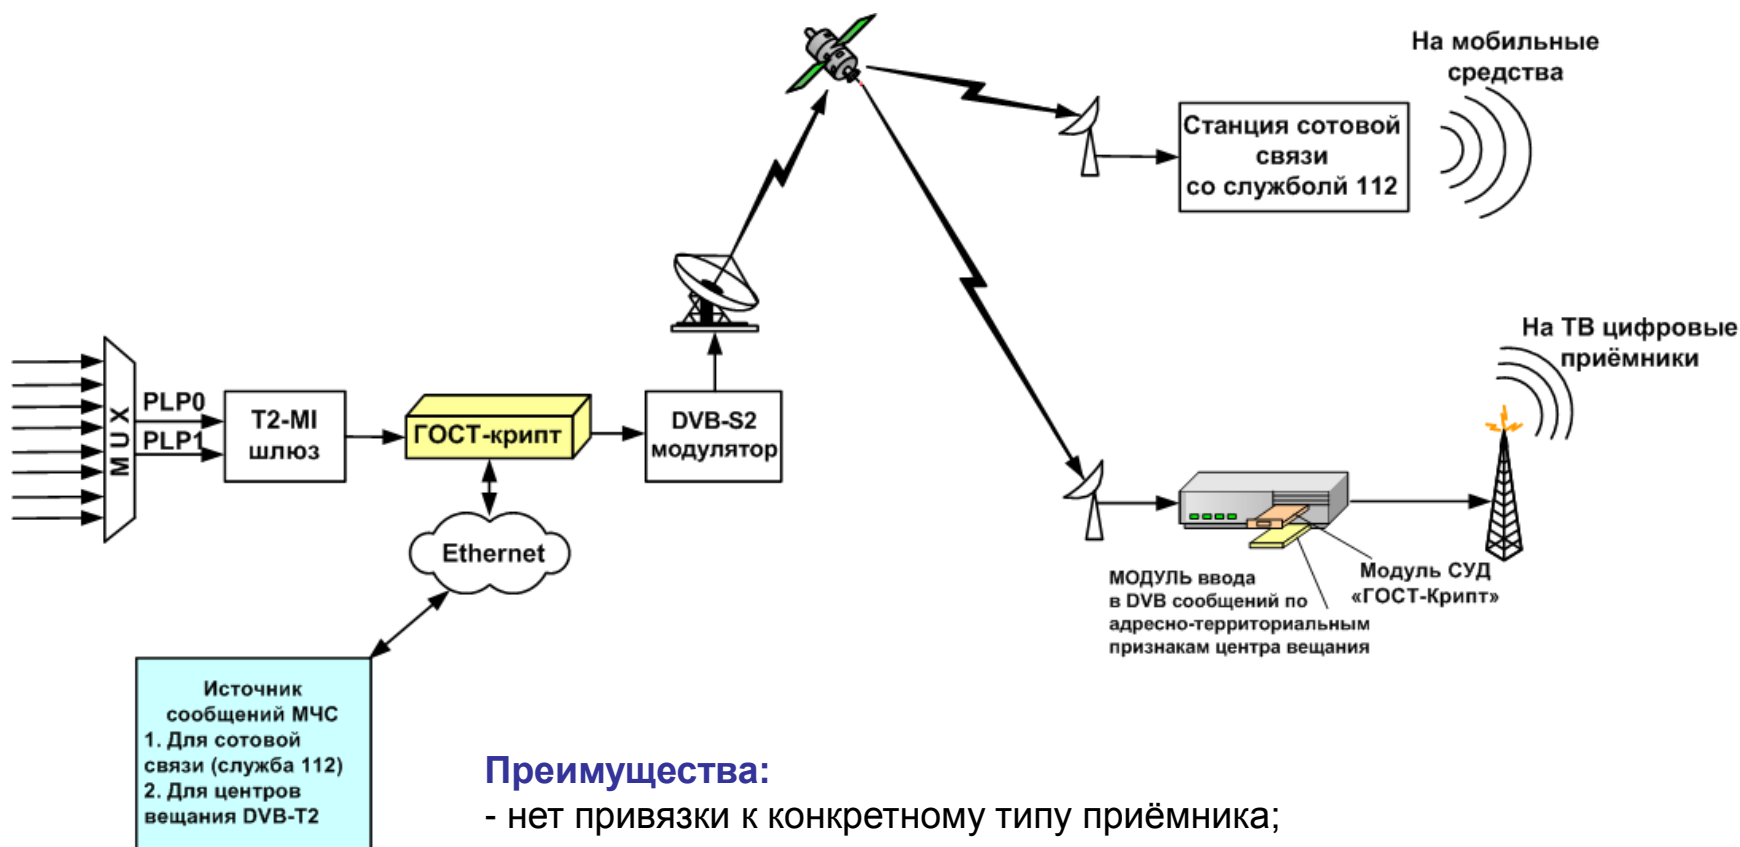 На мобильные
средства
Станция сотовой
связи
со служболй 112
На ТВ цифровые
приёмники
MUX
PLP0
PLP1
T2-MI
шлюз
ГОСТ-крипт
DVB-S2
модулятор
Ethernet
МОДУЛЬ ввода
в DVB сообщений по
адресно-территориальным
признакам центра вещания
Модуль СУД
«ГОСТ-Крипт»
Источник
сообщений МЧС
1. Для сотовой
связи (служба 112)
2. Для центров
вещания DVB-T2
Преимущества:
- нет привязки к конкретному типу приёмника;